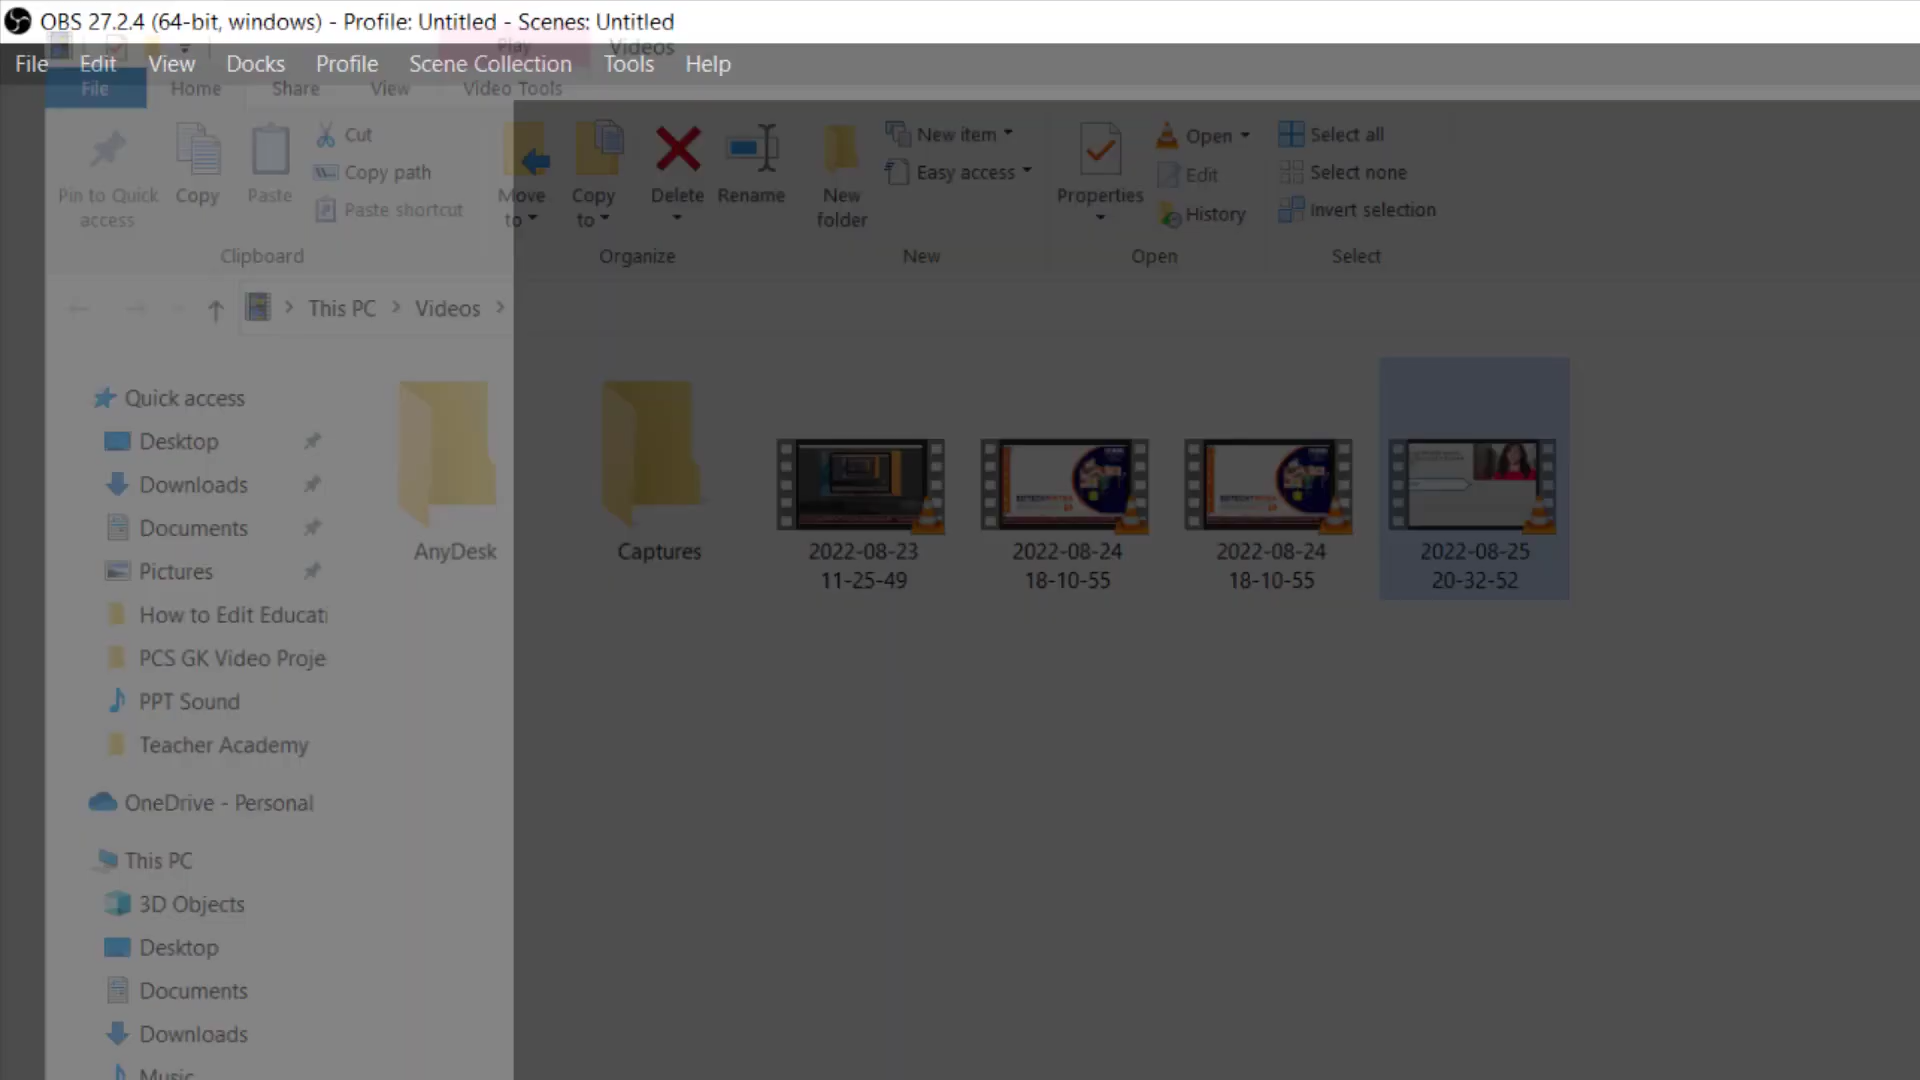 OBS 27.2.4 (64-bit, windows) - Profile: Untitled - Scenes: Untitled
Play
Videos
File Edit View Docks Profile Scene Collection Tools Help
File Home Share View Video Tools
Pin to Quick access
Copy
Paste
Cut
Copy path
Paste shortcut
Clipboard
Move to
Copy to
Delete
Rename
Organize
New folder
New item
Easy access
New
Properties
Open
Edit
History
Open
Select all
Select none
Invert selection
Select
This PC > Videos >
Quick access
Desktop
Downloads
Documents
Pictures
How to Edit Educati
PCS GK Video Proje
PPT Sound
Teacher Academy
OneDrive - Personal
This PC
3D Objects
Desktop
Documents
Downloads
Music
AnyDesk
Captures
2022-08-23
11-25-49
2022-08-24
18-10-55
2022-08-24
18-10-55
2022-08-25
20-32-52